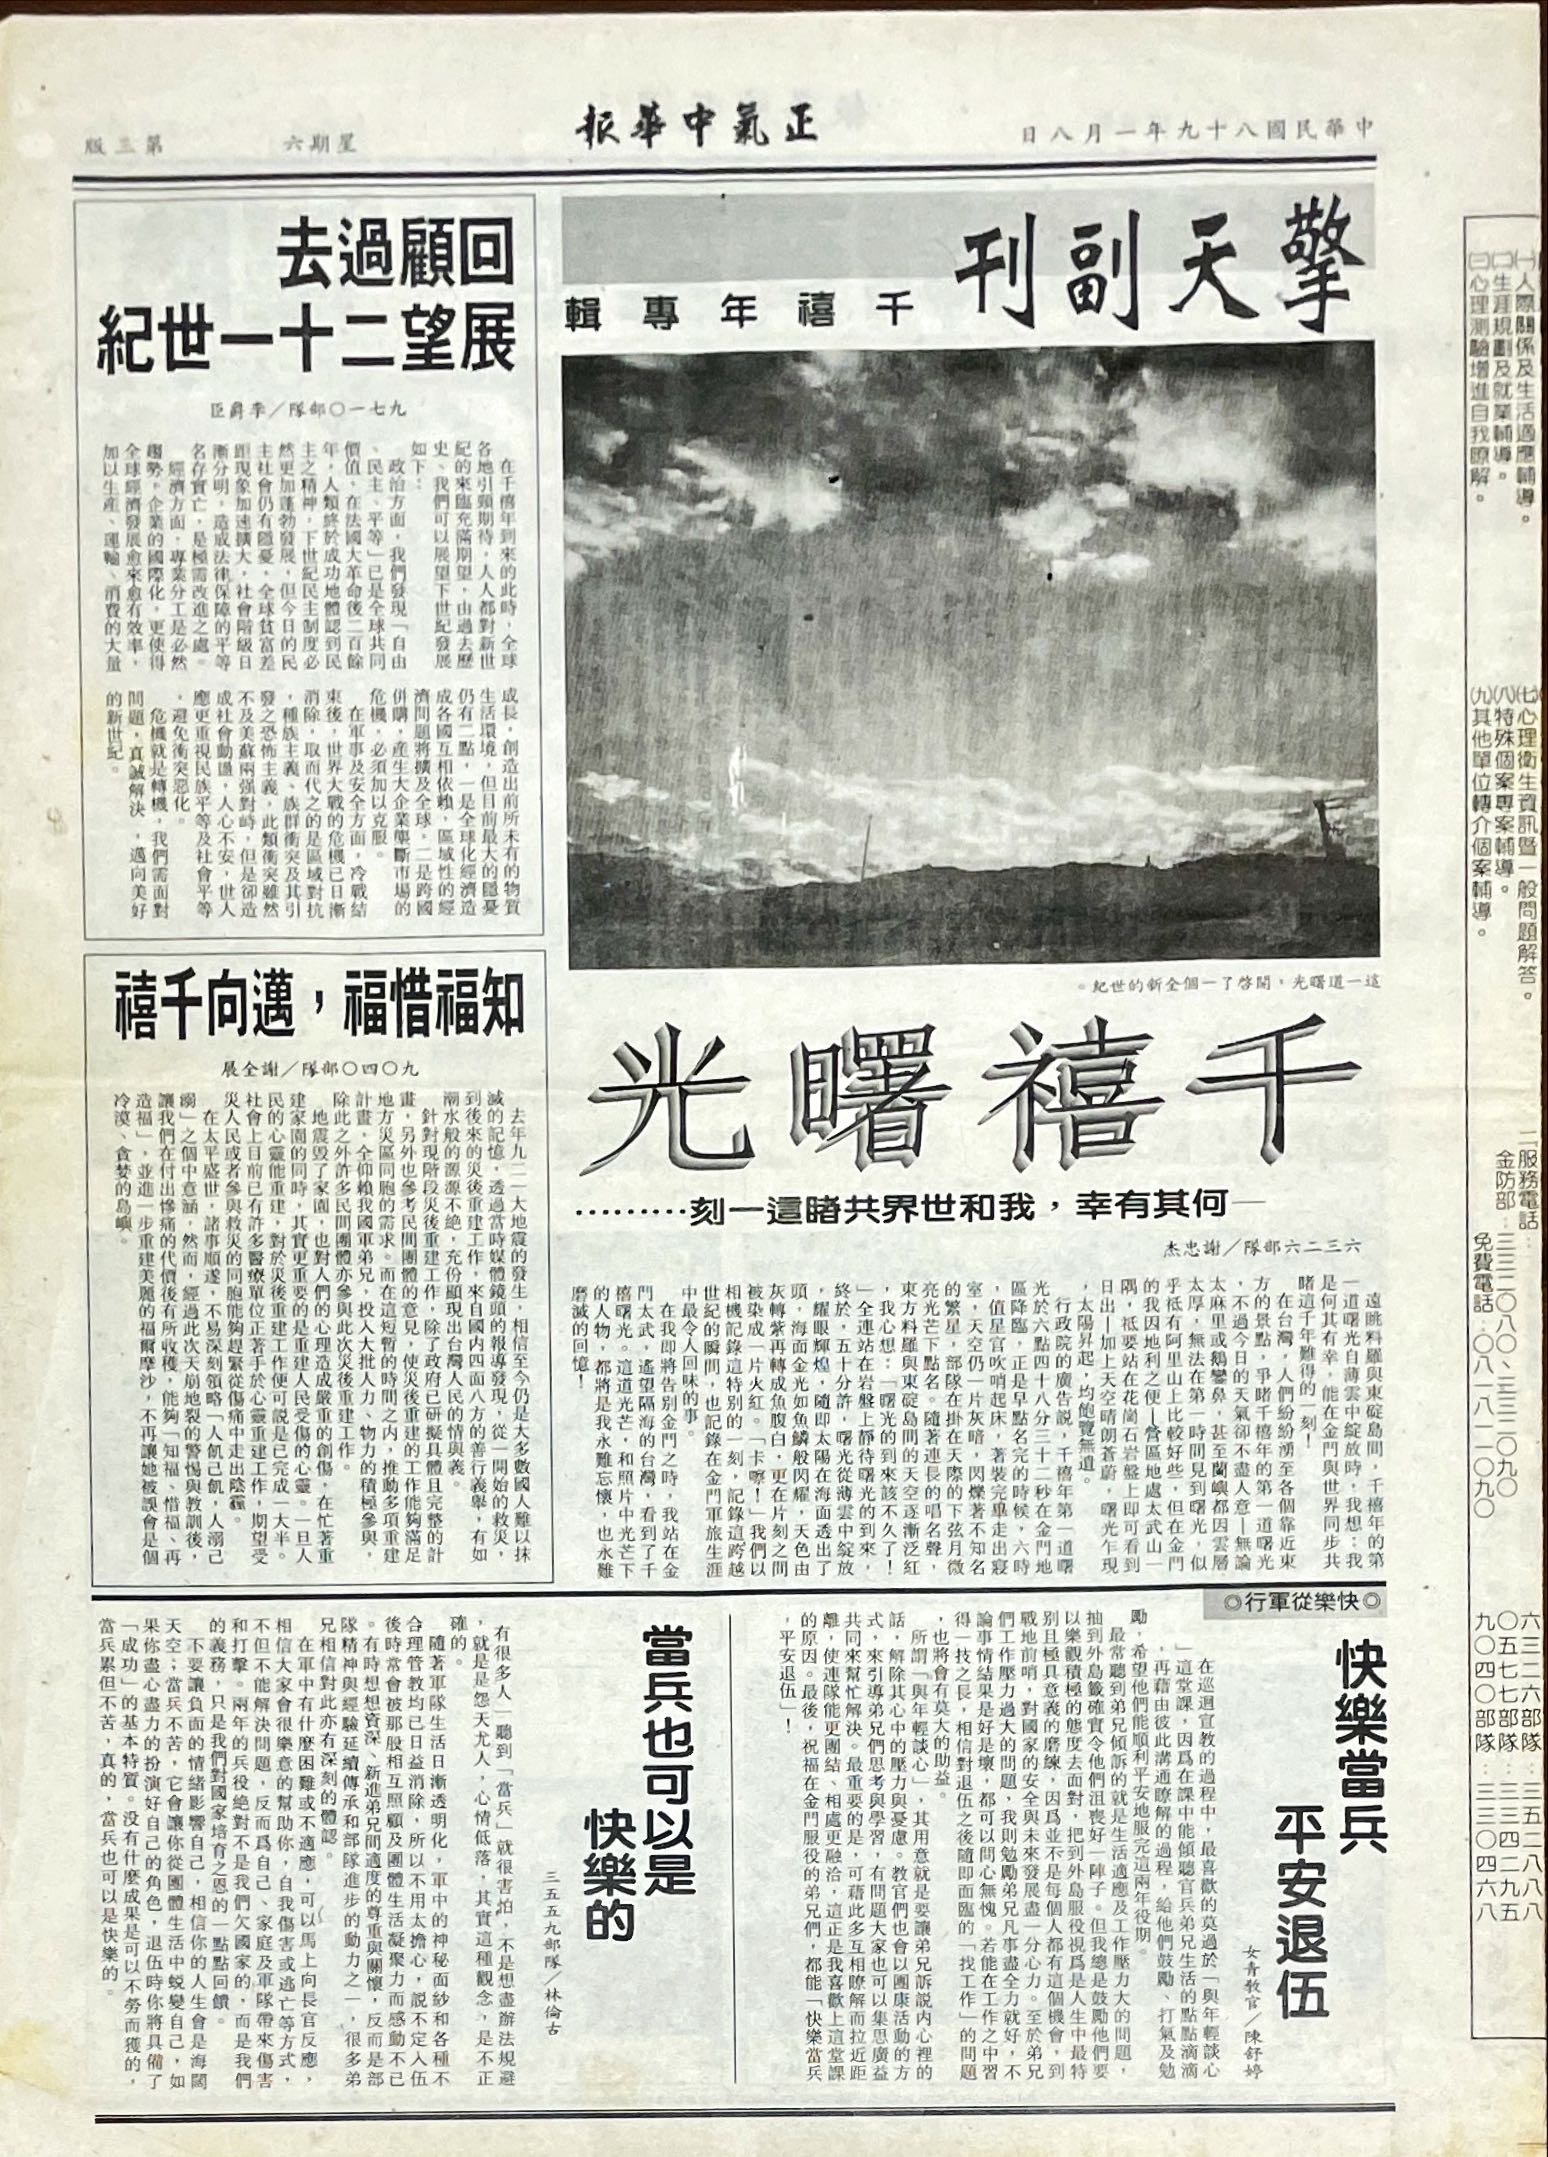 中華民國八十九年一月八日　正氣中華報　星期六　第三版
擎天副刊
千禧年專輯
這一道曙光，開啓了一個全新的世紀。
千禧曙光
—何其有幸，我和世界共睹這一刻………
六三二六部隊／謝忠杰
遠眺料羅與東碇島間，千禧年的第
一道曙光自薄雲中綻放時，我想：我
是何其有幸，能在金門與世界同步共
睹這千年難得的一刻！
在台灣，人們紛紛湧至各個靠近東
方的景點，爭睹千禧年的第一道曙光
，不過今日的天氣卻不盡人意—無論
太麻里或鵝鑾鼻，甚至蘭嶼都因雲層
太厚，無法在第一時間見到曙光，似
乎祗有阿里山上比較好些，但在金門
的我因地利之便—營區地處太武山一
隅，祗要站在花崗石岩盤上即可看到
日出—加上天空晴朗蒼蔚，曙光乍現
，太陽昇起，均飽覽無遺。
行政院的廣告說，千禧年第一道曙
光於六點四十八分三十二秒在金門地
區降臨，正是早點名完的時候，六時
，值星官吹哨起床，著裝完畢走出寢
室，天空仍一片灰暗，閃爍著不知名
的繁星，部隊在掛在天際的下弦月微
亮光芒下點名。隨著連長的唱名聲，
東方料羅與東碇島間的天空逐漸泛紅
，我心想：「曙光的到來該不久了！
」全連站在岩盤上靜待曙光的到來，
終於，五十分許，曙光從薄雲中綻放
，耀眼輝煌，隨即太陽在海面透出了
頭，海面金光如魚鱗般閃耀，天色由
灰轉紫再轉成魚腹白，更在片刻之間
被染成一片火紅。「卡嚓！」我們以
相機記錄這特別的一刻，記錄這跨越
世紀的瞬間，也記錄在金門軍旅生涯
中最令人回味的事。
在我即將告別金門之時，我站在金
門太武，遙望隔海的台灣，看到了千
禧曙光。這道光芒，和照片中光芒下
的人物，都將是我永難忘懷，也永難
磨滅的回憶！
回顧過去
展望二十一世紀
九七一〇部隊／李爵臣
在千禧年到來的此時，全球
各地引頸期待，人人都對新世
紀的來臨充滿期望，由過去歷
史、我們可以展望下世紀發展
如下：
政治方面，我們發現「自由
、民主、平等」已是全球共同
價值，在法國大革命後二百餘
年，人類終於成功地體認到民
主之精神，下世紀民主制度必
然更加蓬勃發展，但今日的民
主社會仍有隱憂，全球貧富差
距現象加速擴大，社會階級日
漸分明，造成法律保障的平等
名存實亡，是極需改進之處。
經濟方面，專業分工是必然
趨勢，企業的國際化，更使得
全球經濟發展愈來愈有效率，
加以生產、運輸、消費的大量
成長，創造出前所未有的物質
生活環境，但目前最大的隱憂
仍有二點，一是全球化經濟造
成各國互相依賴，區域性的經
濟問題將擴及全球，二是跨國
併購，產生大企業壟斷市場的
危機，必須加以克服。
在軍事及安全方面，冷戰結
束後，世界大戰的危機已日漸
消除，取而代之的是區域對抗
，種族主義、族群衝突及其引
發之恐怖主義，此類衝突雖然
不及美蘇兩强對峙，但是卻造
成社會動盪，人心不安，世人
應更重視民族平等及社會平等
，避免衝突惡化。
危機就是轉機，我們需面對
問題，真誠解決，邁向美好
的新世紀。
知福惜福，邁向千禧
九〇四〇部隊／謝全展
去年九二一大地震的發生，相信至今仍是大多數國人難以抹
滅的記憶，透過當時媒體鏡頭的報導發現，從一開始的救災，
到後來的災後重建工作，來自國内四面八方的善行義舉，有如
潮水般的源源不絶，充份顯現出台灣人民的情與義。
針對現階段災後重建工作，除了政府已研擬具體且完整的計
畫，另外也參考民間團體的意見，使災後重建的工作能夠滿足
地方災區同胞的需求。而在這短暫的時間之内，推動多項重建
計畫，全仰賴我國軍弟兄，投入大批人力、物力的積極參與，
除此之外許多民間團體亦參與此次災後重建工作。
地震毀了家園，也對人們的心理造成嚴重的創傷，在忙著重
建家園的同時，其實更重要的是重建人民受傷的心靈。一旦人
民的心靈能重建，對於災後重建工作便可說是已完成一大半。
社會上目前已有許多醫療單位正著手於心靈重建工作，期望受
災人民或者參與救災的同胞能夠趕緊從傷痛中走出陰霾。
在太平盛世，諸事順遂，不易深刻領略「人飢己飢，人溺己
溺」之個中意涵，然而，經過此次天崩地裂的警惕與教訓後，
讓我們在付出慘痛的代價後有所收穫，能夠「知福、惜福、再
造福」，並進一步重建美麗的福爾摩沙，不再讓她被誤會是個
冷漠、貪婪的島嶼。
◎快樂從軍行◎
快樂當兵
平安退伍
女青教官／陳舒婷
在巡迴宣教的過程中，最喜歡的莫過於「與年輕談心
」這堂課，因爲在課中能傾聽官兵弟兄生活的點點滴滴
，再藉由彼此溝通瞭解的過程，給他們鼓勵、打氣及勉
勵，希望他們能順利平安地服完這兩年役期。
最常聽到弟兄傾訴的就是生活適應及工作壓力大的問題，
抽到外島籤確實令他們沮喪好一陣子。但我總是鼓勵他們要
以樂觀積極的態度去面對，把到外島服役視爲是人生中最特
別且極具意義的磨練，因爲並不是每個人都有這個機會，到
戰地前哨，對國家的安全與未來發展盡一分心力。至於弟兄
們工作壓力過大的問題，我則勉勵弟兄凡事盡全力就好，不
論事情結果是好是壞，都可以問心無愧。若能在工作之中習
得一技之長，相信對退伍之後隨即面臨的「找工作」的問題
，也將會有莫大的助益。
所謂「與年輕談心」，其用意就是要讓弟兄訴説内心裡的
話，解除其心中的壓力與憂慮。教官們也會以團康活動的方
式，來引導弟兄們思考與學習，有問題大家也可以集思廣益
共同來幫忙解決。最重要的是，可藉此多互相瞭解而拉近距
離，使連隊能更團結、相處更融洽，這正是我喜歡上這堂課
的原因。最後，祝福在金門服役的弟兄們，都能「快樂當兵
，平安退伍」！
當兵也可以是
快樂的
三五五九部隊／林倫古
有很多人一聽到「當兵」就很害怕，不是想盡辦法規避
，就是是怨天尤人，心情低落，其實這種觀念，是不正
確的。
隨著軍隊生活日漸透明化，軍中的神秘面紗和各種不
合理管教均已日益消除，所以不用太擔心，説不定入伍
後時常會被那股相互照顧及團體生活凝聚力而感動不已
。有時想想資深、新進弟兄間適度的尊重與關懷，反而是部
隊精神與經驗延續傳承和部隊進步的動力之一，很多弟
兄相信對此亦有深刻的體認。
在軍中有什麼困難或不適應，可以馬上向長官反應，
相信大家會很樂意的幫助你，自我傷害或逃亡等方式，
不但不能解決問題，反而爲自己、家庭及軍隊帶來傷害
和打擊。兩年的兵役絶對不是我們欠國家的，而是我們
的義務，只是我們對國家培育之恩的一點點回饋。
不要讓負面的情緒影響自己，相信你的人生會是海闊
天空；當兵不苦，它會讓你從團體生活中蜕變自己，如
果你盡心盡力的扮演好自己的角色，退伍時你將具備了
「成功」的基本特質。没有什麼成果是可以不勞而獲的，
當兵累但不苦，真的，當兵也可以是快樂的。
㈠人際關係及生活適應輔導。
㈡生涯規劃及就業輔導。
㈢心理測驗增進自我瞭解。
㈦心理衛生資訊暨一般問題解答。
㈧特殊個案專案輔導。
㈨其他單位轉介個案輔導。
二、服務電話：
金防部：三三二〇八〇、三三二〇九〇
免費電話：〇八一八一二〇九〇
六三二六部隊：三五二八八八
〇五七七部隊：三三四二九五
九〇四〇部隊：三三〇四六八